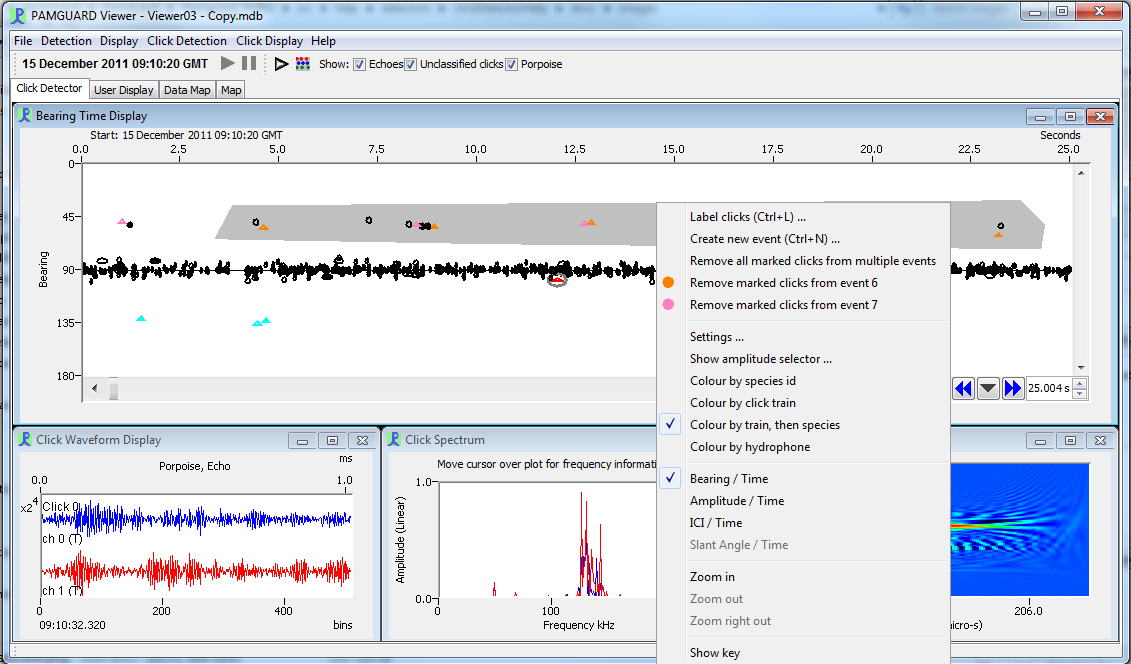 PAMGUARD Viewer - Viewer03 - Copy.mdb
File Detection Display Click Detection Click Display Help
15 December 2011 09:10:20 GMT Show: Echoes Unclassified clicks Porpoise
Click Detector User Display Data Map Map
Bearing Time Display
Start: 15 December 2011 09:10:20 GMT Seconds
0.0 2.5 5.0 7.5 10.0 12.5 15.0 17.5 20.0 22.5 25.0
0
45
90
135
180
Bearing
25.004 s
Label clicks (Ctrl+L) ...
Create new event (Ctrl+N) ...
Remove all marked clicks from multiple events
Remove marked clicks from event 6
Remove marked clicks from event 7
Settings ...
Show amplitude selector ...
Colour by species id
Colour by click train
Colour by train, then species
Colour by hydrophone
Bearing / Time
Amplitude / Time
ICI / Time
Slant Angle / Time
Zoom in
Zoom out
Zoom right out
Show key
Click Waveform Display
Porpoise, Echo ms
0.0 1.0
x2^4
Click 0
ch 0 (T)
ch 1 (T)
0 200 400
09:10:32.320 bins
Click Spectrum
Move cursor over plot for frequency informati
1.0
0.0
Amplitude (Linear)
0 100
Frequency kHz
206.0
icro-s)